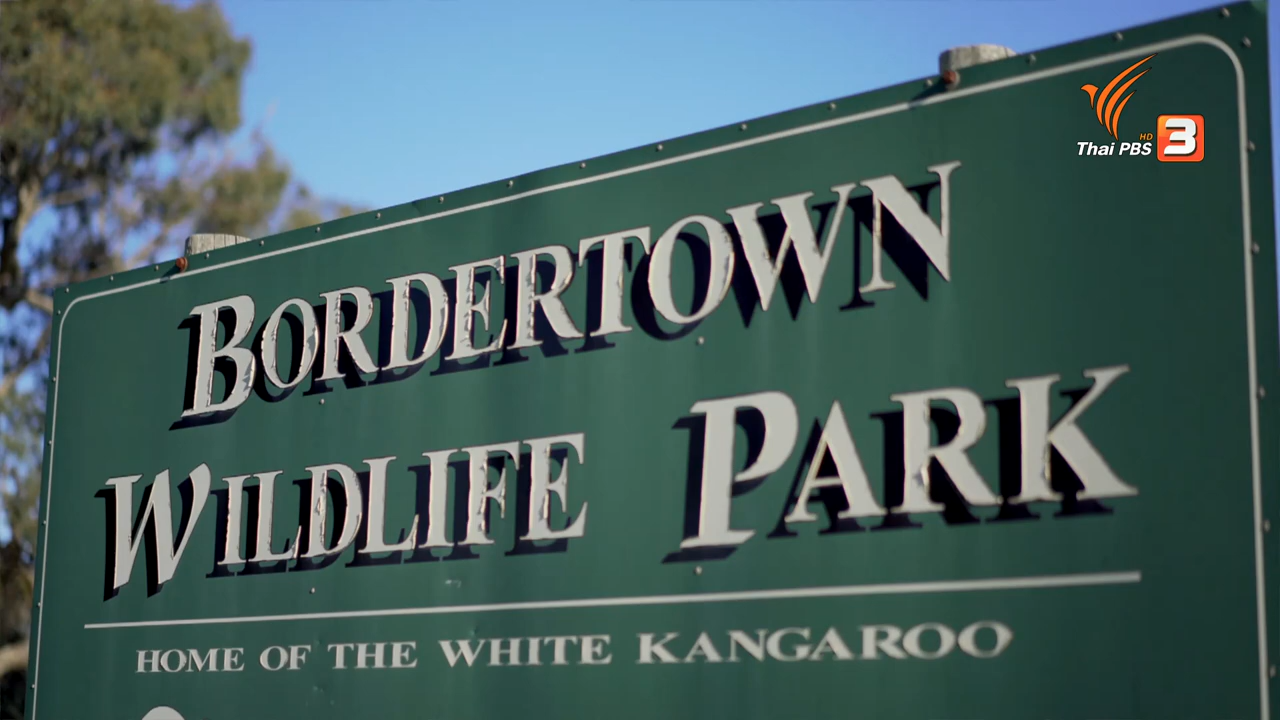 Thai PBS HD 3
BORDERTOWN
WILDLIFE PARK
HOME OF THE WHITE KANGAROO